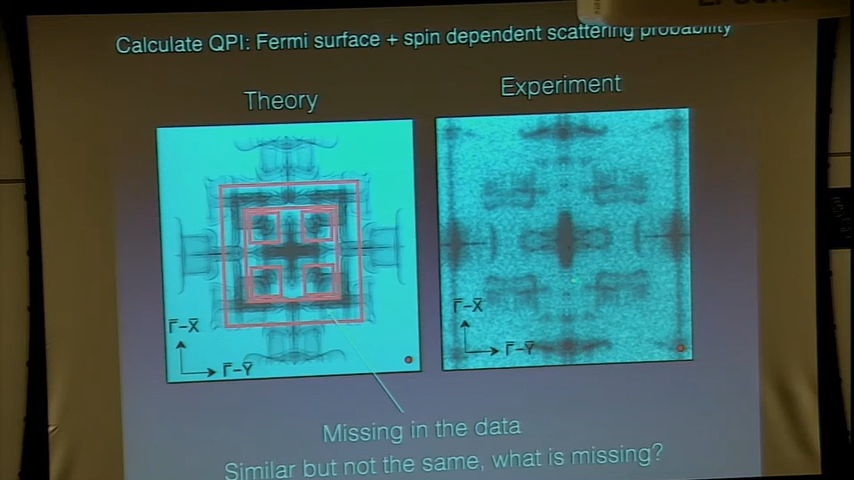 Calculate QPI: Fermi surface + spin dependent scattering probability
Theory
Experiment
Γ̅-X̅
Γ̅-Y̅
Γ̅-X̅
Γ̅-Y̅
Missing in the data
Similar but not the same, what is missing?